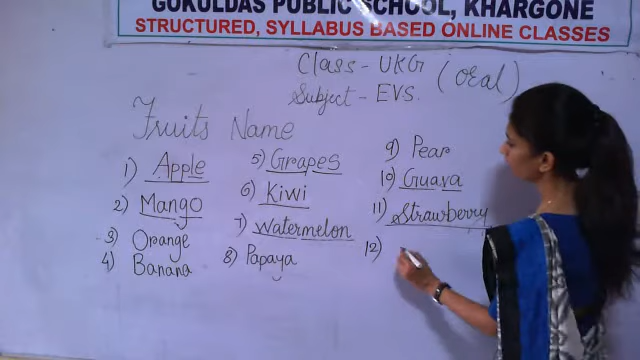 GOKULDAS PUBLIC SCHOOL, KHARGONE
STRUCTURED, SYLLABUS BASED ONLINE CLASSES
Class - UKG (Oral)
Subject - EVS.
Fruits Name
1) Apple
2) Mango
3) Orange
4) Banana
5) Grapes
6) Kiwi
7) Watermelon
8) Papaya
9) Pear
10) Guava
11) Strawberry
12)